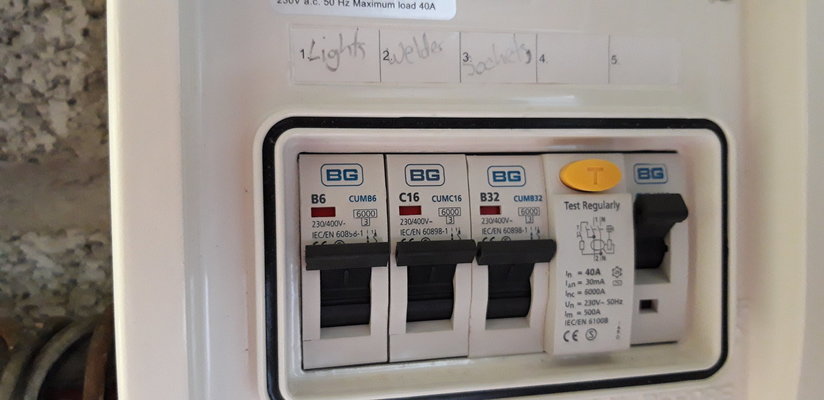 230V a.c. 50 Hz Maximum load 40A
1. Lights 2. Welder 3. Sockets 4. 5.
BG BG BG T BG
B6 CUMB6
6000
3
230/400V~
IEC/EN 60898-1
C16 CUMC16
6000
3
230/400V~
IEC/EN 60898-1
B32 CUMB32
6000
3
230/400V~
IEC/EN 60898-1
Test Regularly
In = 40A
IΔn = 30mA
Inc = 6000A
Un = 230V~ 50Hz
Im = 500A
IEC/EN 61008
CE S